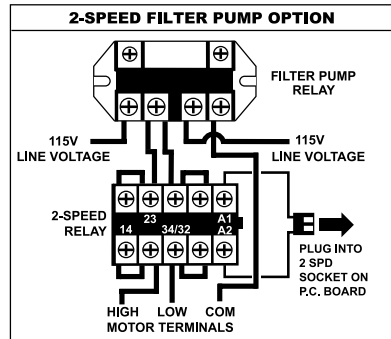 2-SPEED FILTER PUMP OPTION
FILTER PUMP
RELAY
115V
LINE VOLTAGE
115V
LINE VOLTAGE
2-SPEED
RELAY
23
14
34/32
A1
A2
PLUG INTO
2 SPD
SOCKET ON
P.C. BOARD
HIGH LOW COM
MOTOR TERMINALS